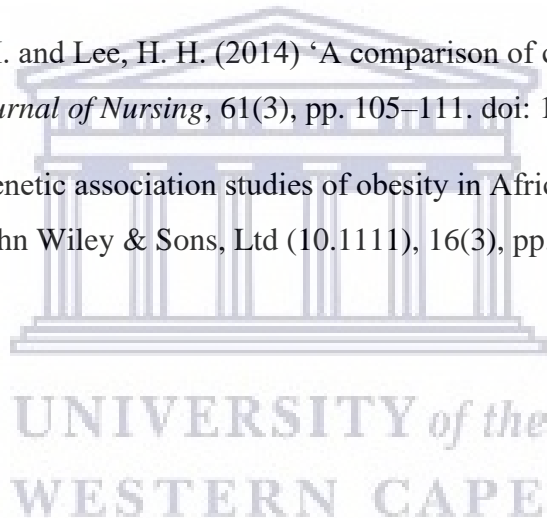 I. and Lee, H. H. (2014) ‘A comparison of c
urnal of Nursing, 61(3), pp. 105–111. doi: 1
enetic association studies of obesity in Afric
hn Wiley & Sons, Ltd (10.1111), 16(3), pp.
UNIVERSITY of the
WESTERN CAPE